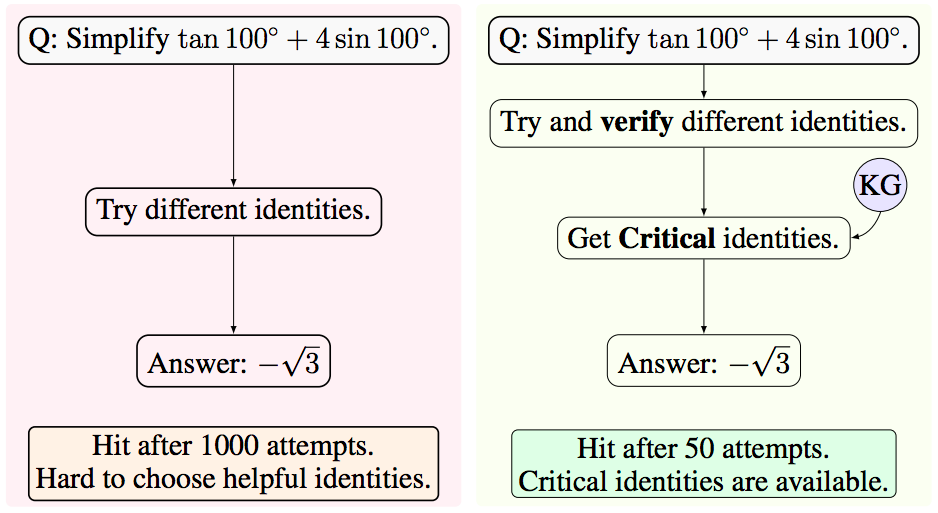 Q: Simplify tan 100° + 4 sin 100°.
Try different identities.
Answer: −√3
Hit after 1000 attempts.
Hard to choose helpful identities.
Q: Simplify tan 100° + 4 sin 100°.
Try and verify different identities.
KG
Get Critical identities.
Answer: −√3
Hit after 50 attempts.
Critical identities are available.